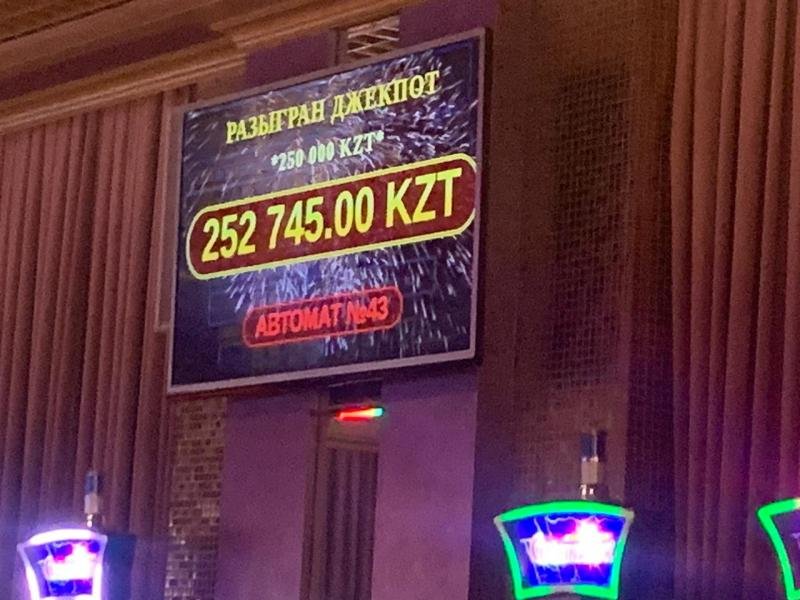 РАЗЫГРАН ДЖЕКПОТ
*250 000 KZT*
252 745.00 KZT
АВТОМАТ №43